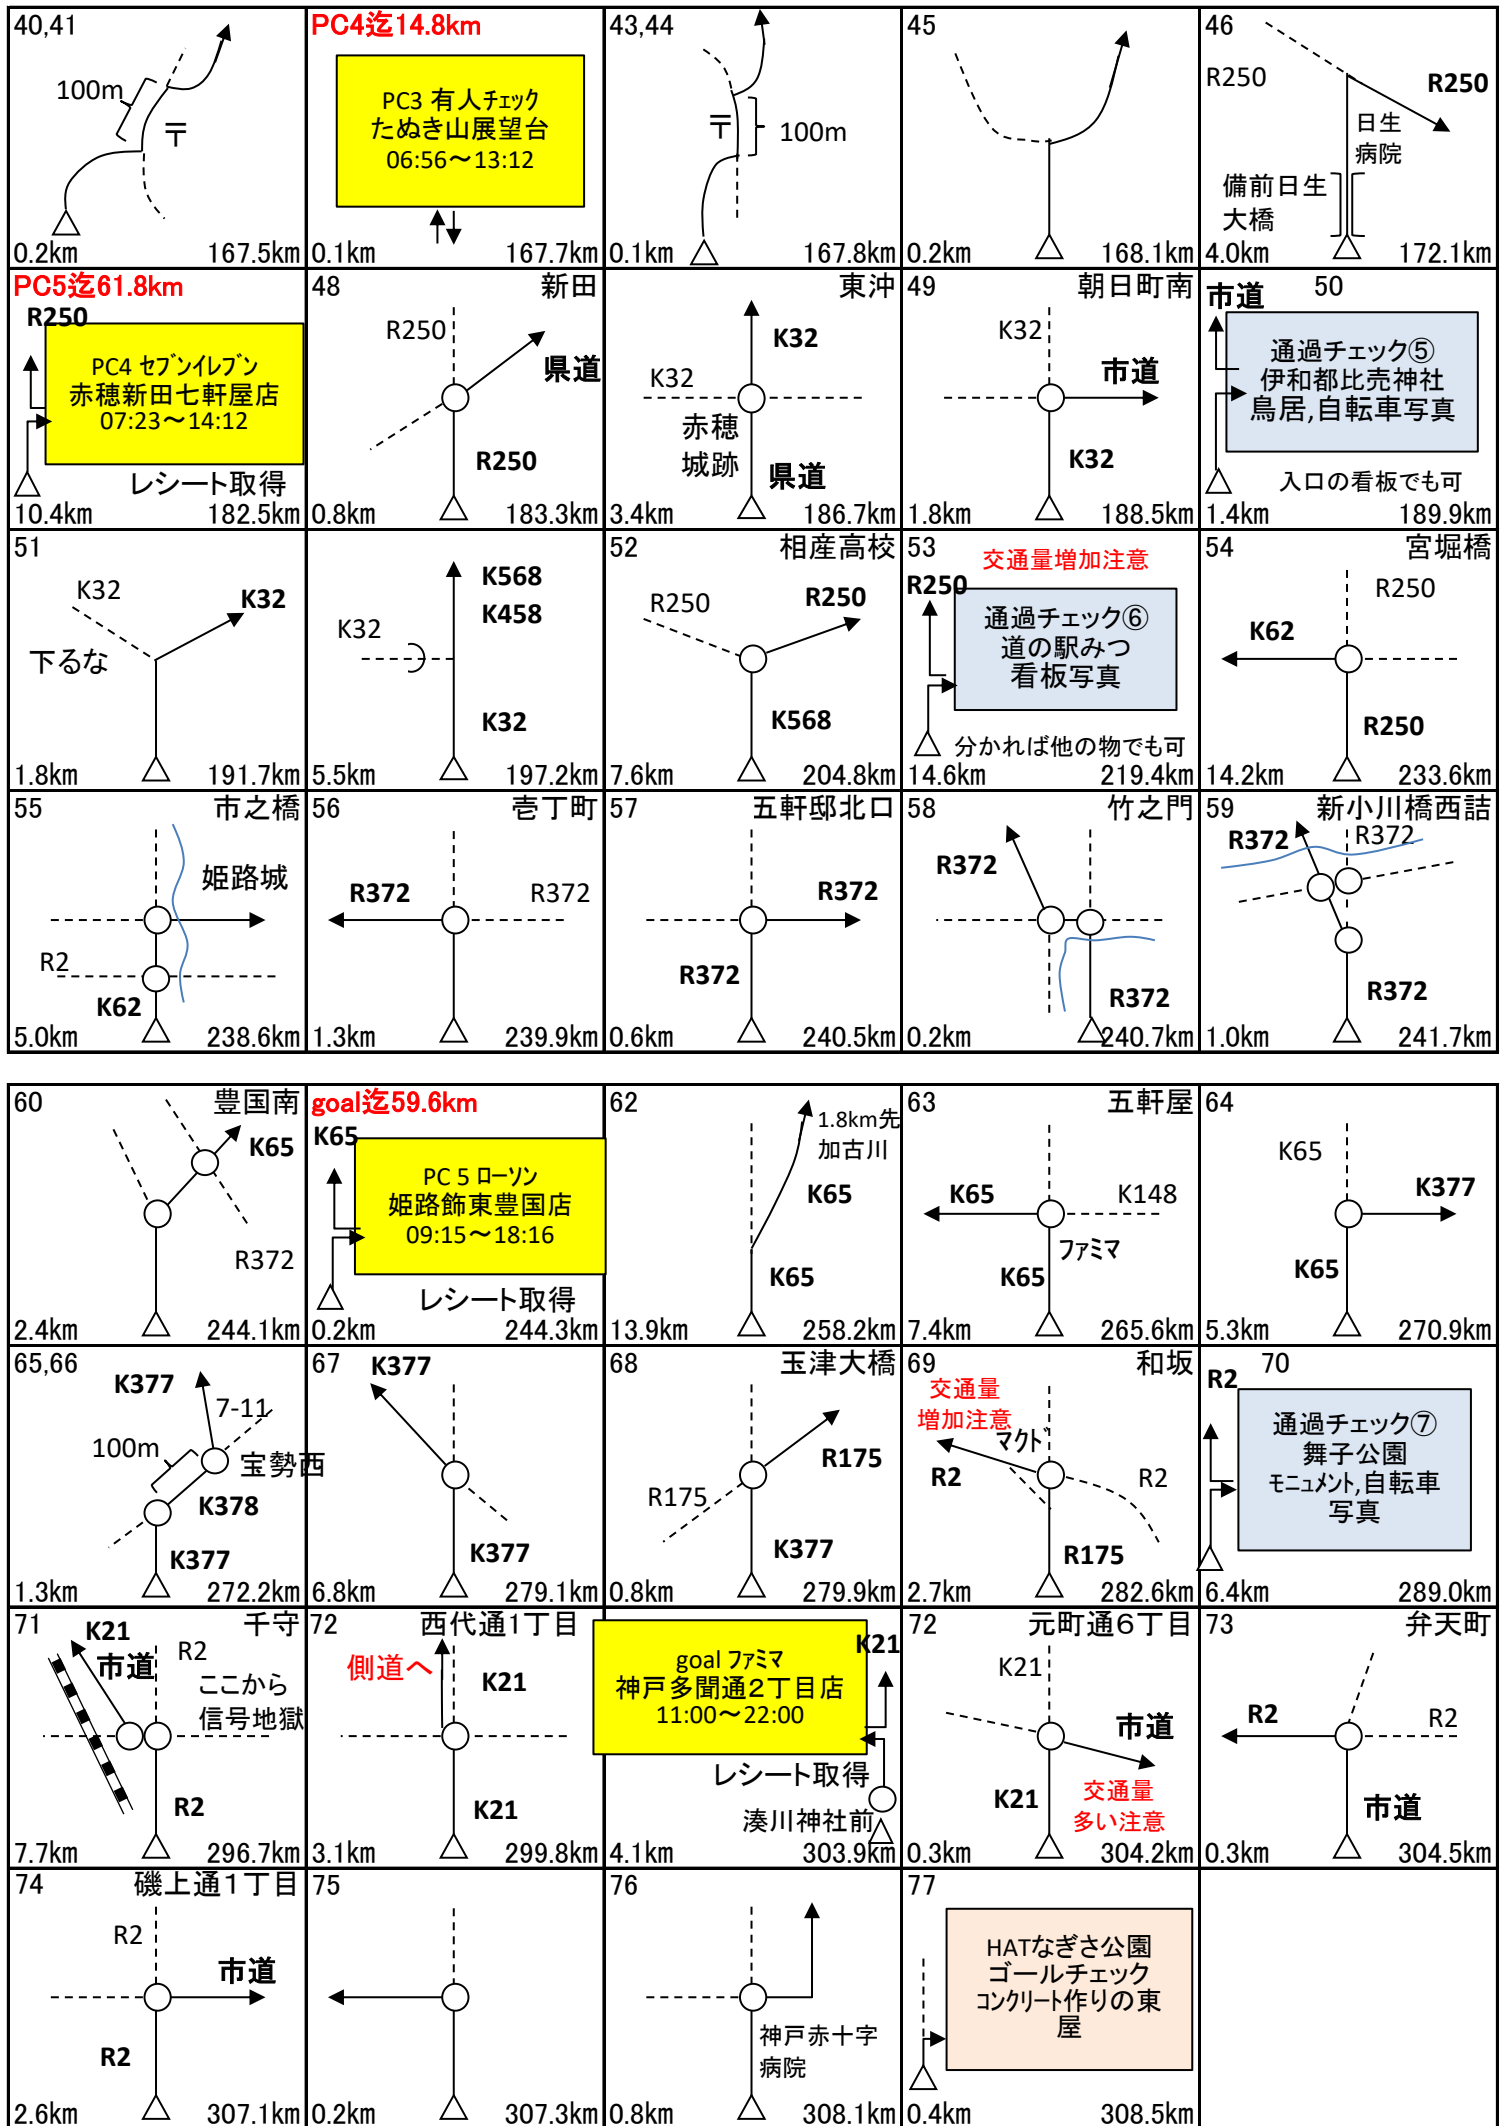 40,41
100m
〒
0.2km 167.5km
PC4迄14.8km
PC3 有人チェック
たぬき山展望台
06:56～13:12
0.1km 167.7km
43,44
〒
100m
0.1km 167.8km
45
0.2km 168.1km
46
R250
R250
日生
病院
備前日生
大橋
4.0km 172.1km
PC5迄61.8km
R250
PC4 セブンイレブン
赤穂新田七軒屋店
07:23～14:12
レシート取得
10.4km 182.5km
48 新田
R250
県道
R250
0.8km 183.3km
東沖
K32
K32
赤穂
城跡
県道
3.4km 186.7km
49 朝日町南
K32
市道
K32
1.8km 188.5km
市道 50
通過チェック⑤
伊和都比売神社
鳥居,自転車写真
入口の看板でも可
1.4km 189.9km
51
K32
K32
下るな
1.8km 191.7km
K568
K458
K32
K32
5.5km 197.2km
52 相産高校
R250
R250
K568
7.6km 204.8km
53
交通量増加注意
R250
通過チェック⑥
道の駅みつ
看板写真
分かれば他の物でも可
14.6km 219.4km
54 宮堀橋
R250
K62
R250
14.2km 233.6km
55 市之橋
姫路城
R2
K62
5.0km 238.6km
56 壱丁町
R372 R372
1.3km 239.9km
57 五軒邸北口
R372
R372
0.6km 240.5km
58 竹之門
R372
R372
0.2km 240.7km
59 新小川橋西詰
R372 R372
R372
1.0km 241.7km
60 豊国南
K65
R372
2.4km 244.1km
goal迄59.6km
K65
PC 5 ローソン
姫路飾東豊国店
09:15～18:16
レシート取得
0.2km 244.3km
62
1.8km先
加古川
K65
K65
13.9km 258.2km
63 五軒屋
K65 K148
ファミマ
K65
7.4km 265.6km
64
K65
K377
K65
5.3km 270.9km
65,66
K377
7-11
100m
宝勢西
K378
K377
1.3km 272.2km
67 K377
K377
6.8km 279.1km
68 玉津大橋
R175
R175
K377
0.8km 279.9km
69 和坂
交通量
増加注意
マクド
R2 R2
R175
2.7km 282.6km
70
R2
通過チェック⑦
舞子公園
モニュメント,自転車
写真
6.4km 289.0km
71 千守
K21
市道
R2
ここから
信号地獄
R2
7.7km 296.7km
72 西代通1丁目
側道へ
K21
K21
3.1km 299.8km
goal ファミマ
神戸多聞通2丁目店
11:00～22:00
K21
レシート取得
湊川神社前
4.1km 303.9km
72 元町通6丁目
K21
市道
K21
交通量
多い注意
0.3km 304.2km
73 弁天町
R2 R2
市道
0.3km 304.5km
74 磯上通1丁目
R2
市道
R2
2.6km 307.1km
75
0.2km 307.3km
76
神戸赤十字
病院
0.8km 308.1km
77
HATなぎさ公園
ゴールチェック
コンクリート作りの東
屋
0.4km 308.5km